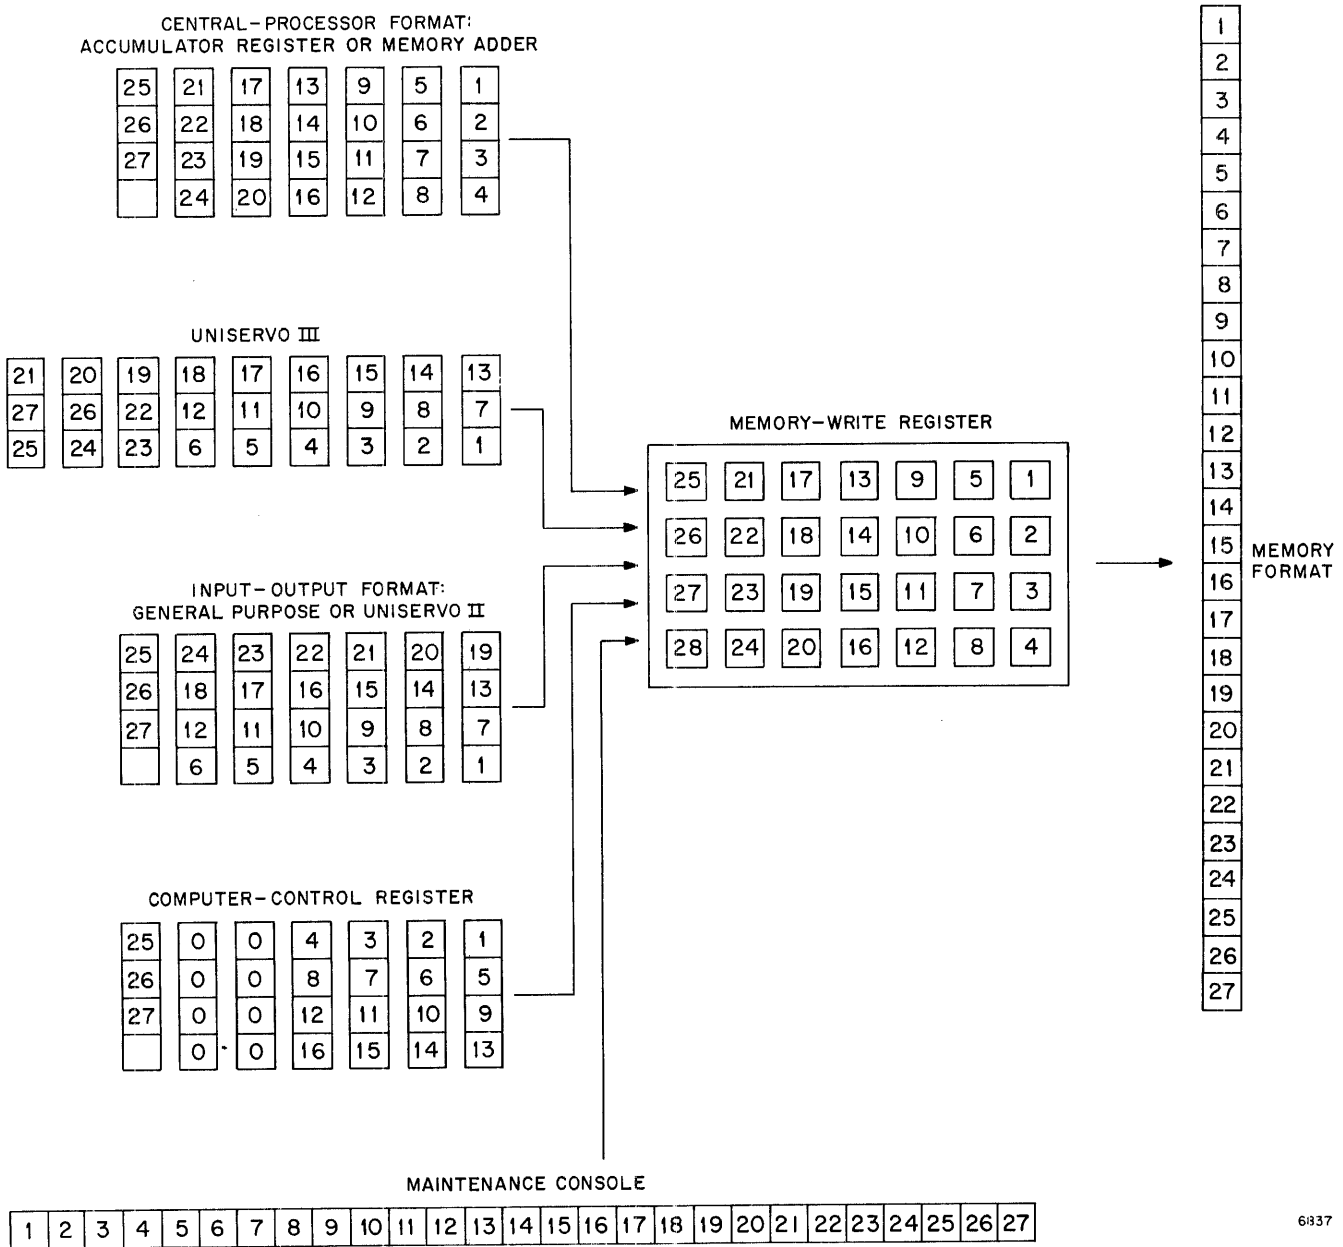 CENTRAL-PROCESSOR FORMAT:
ACCUMULATOR REGISTER OR MEMORY ADDER
25 21 17 13 9 5 1
26 22 18 14 10 6 2
27 23 19 15 11 7 3
24 20 16 12 8 4
UNISERVO III
21 20 19 18 17 16 15 14 13
27 26 22 12 11 10 9 8 7
25 24 23 6 5 4 3 2 1
INPUT-OUTPUT FORMAT:
GENERAL PURPOSE OR UNISERVO II
25 24 23 22 21 20 19
26 18 17 16 15 14 13
27 12 11 10 9 8 7
6 5 4 3 2 1
COMPUTER-CONTROL REGISTER
25 0 0 4 3 2 1
26 0 0 8 7 6 5
27 0 0 12 11 10 9
0 0 16 15 14 13
MAINTENANCE CONSOLE
1 2 3 4 5 6 7 8 9 10 11 12 13 14 15 16 17 18 19 20 21 22 23 24 25 26 27
MEMORY-WRITE REGISTER
25 21 17 13 9 5 1
26 22 18 14 10 6 2
27 23 19 15 11 7 3
28 24 20 16 12 8 4
1
2
3
4
5
6
7
8
9
10
11
12
13
14
15
16
17
18
19
20
21
22
23
24
25
26
27
MEMORY
FORMAT
6837